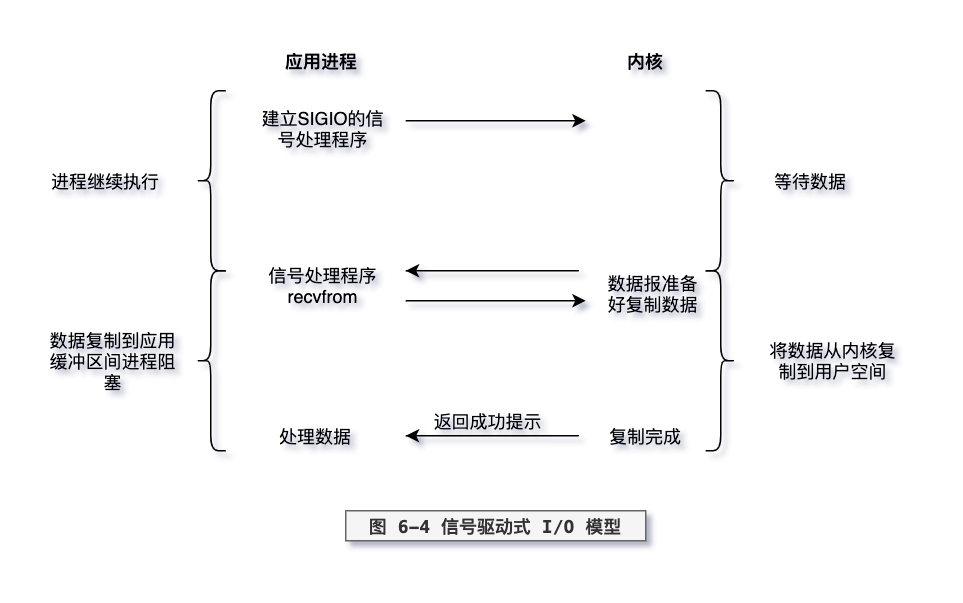 应用进程
内核
建立SIGIO的信
号处理程序
进程继续执行
等待数据
信号处理程序
recvfrom
数据报准备
好复制数据
数据复制到应用
缓冲区间进程阻
塞
将数据从内核复
制到用户空间
返回成功提示
处理数据
复制完成
图 6-4 信号驱动式 I/O 模型